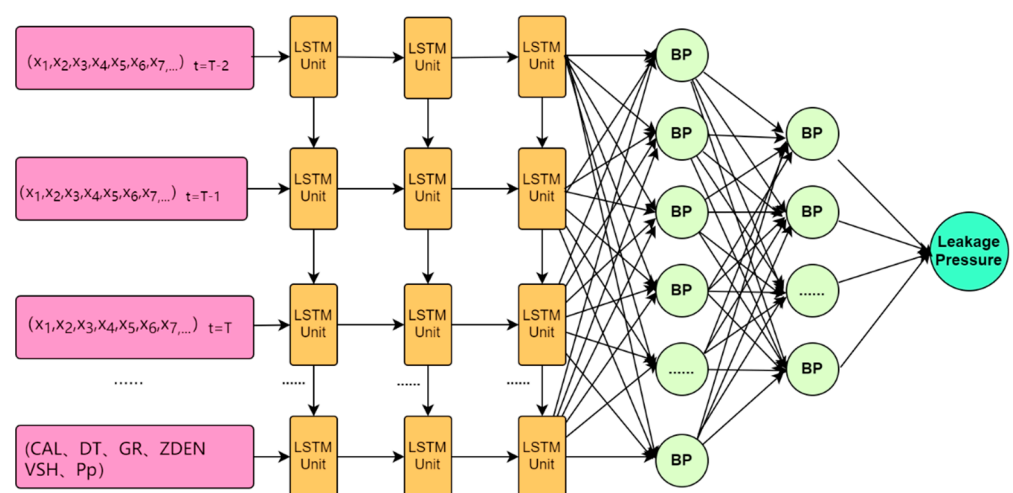 (x₁,x₂,x₃,x₄,x₅,x₆,x₇,...) t=T-2
LSTM Unit
LSTM Unit
LSTM Unit
BP
BP
BP
(x₁,x₂,x₃,x₄,x₅,x₆,x₇,...) t=T-1
LSTM Unit
LSTM Unit
LSTM Unit
BP
BP
Leakage
Pressure
(x₁,x₂,x₃,x₄,x₅,x₆,x₇,...) t=T
LSTM Unit
LSTM Unit
LSTM Unit
BP
......
......
......
......
......
......
BP
(CAL、DT、GR、ZDEN
VSH、Pp)
LSTM Unit
LSTM Unit
LSTM Unit
BP